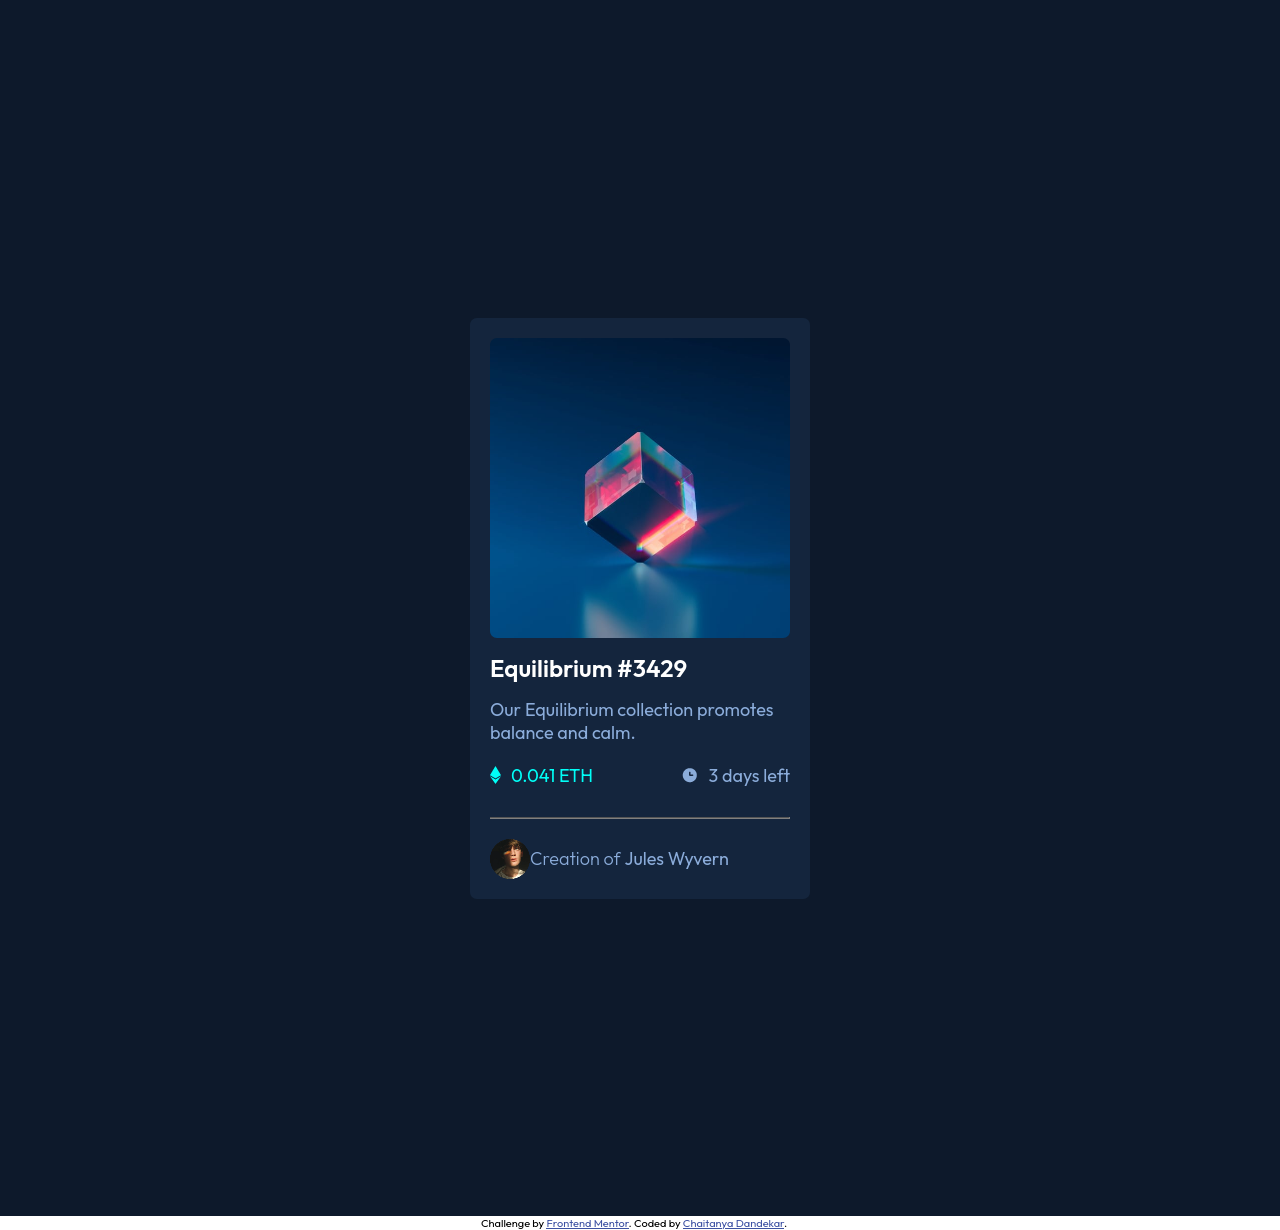 Equilibrium #3429
Our Equilibrium collection promotes
balance and calm.
0.041 ETH
3 days left
Creation of Jules Wyvern
Challenge by Frontend Mentor. Coded by Chaitanya Dandekar.